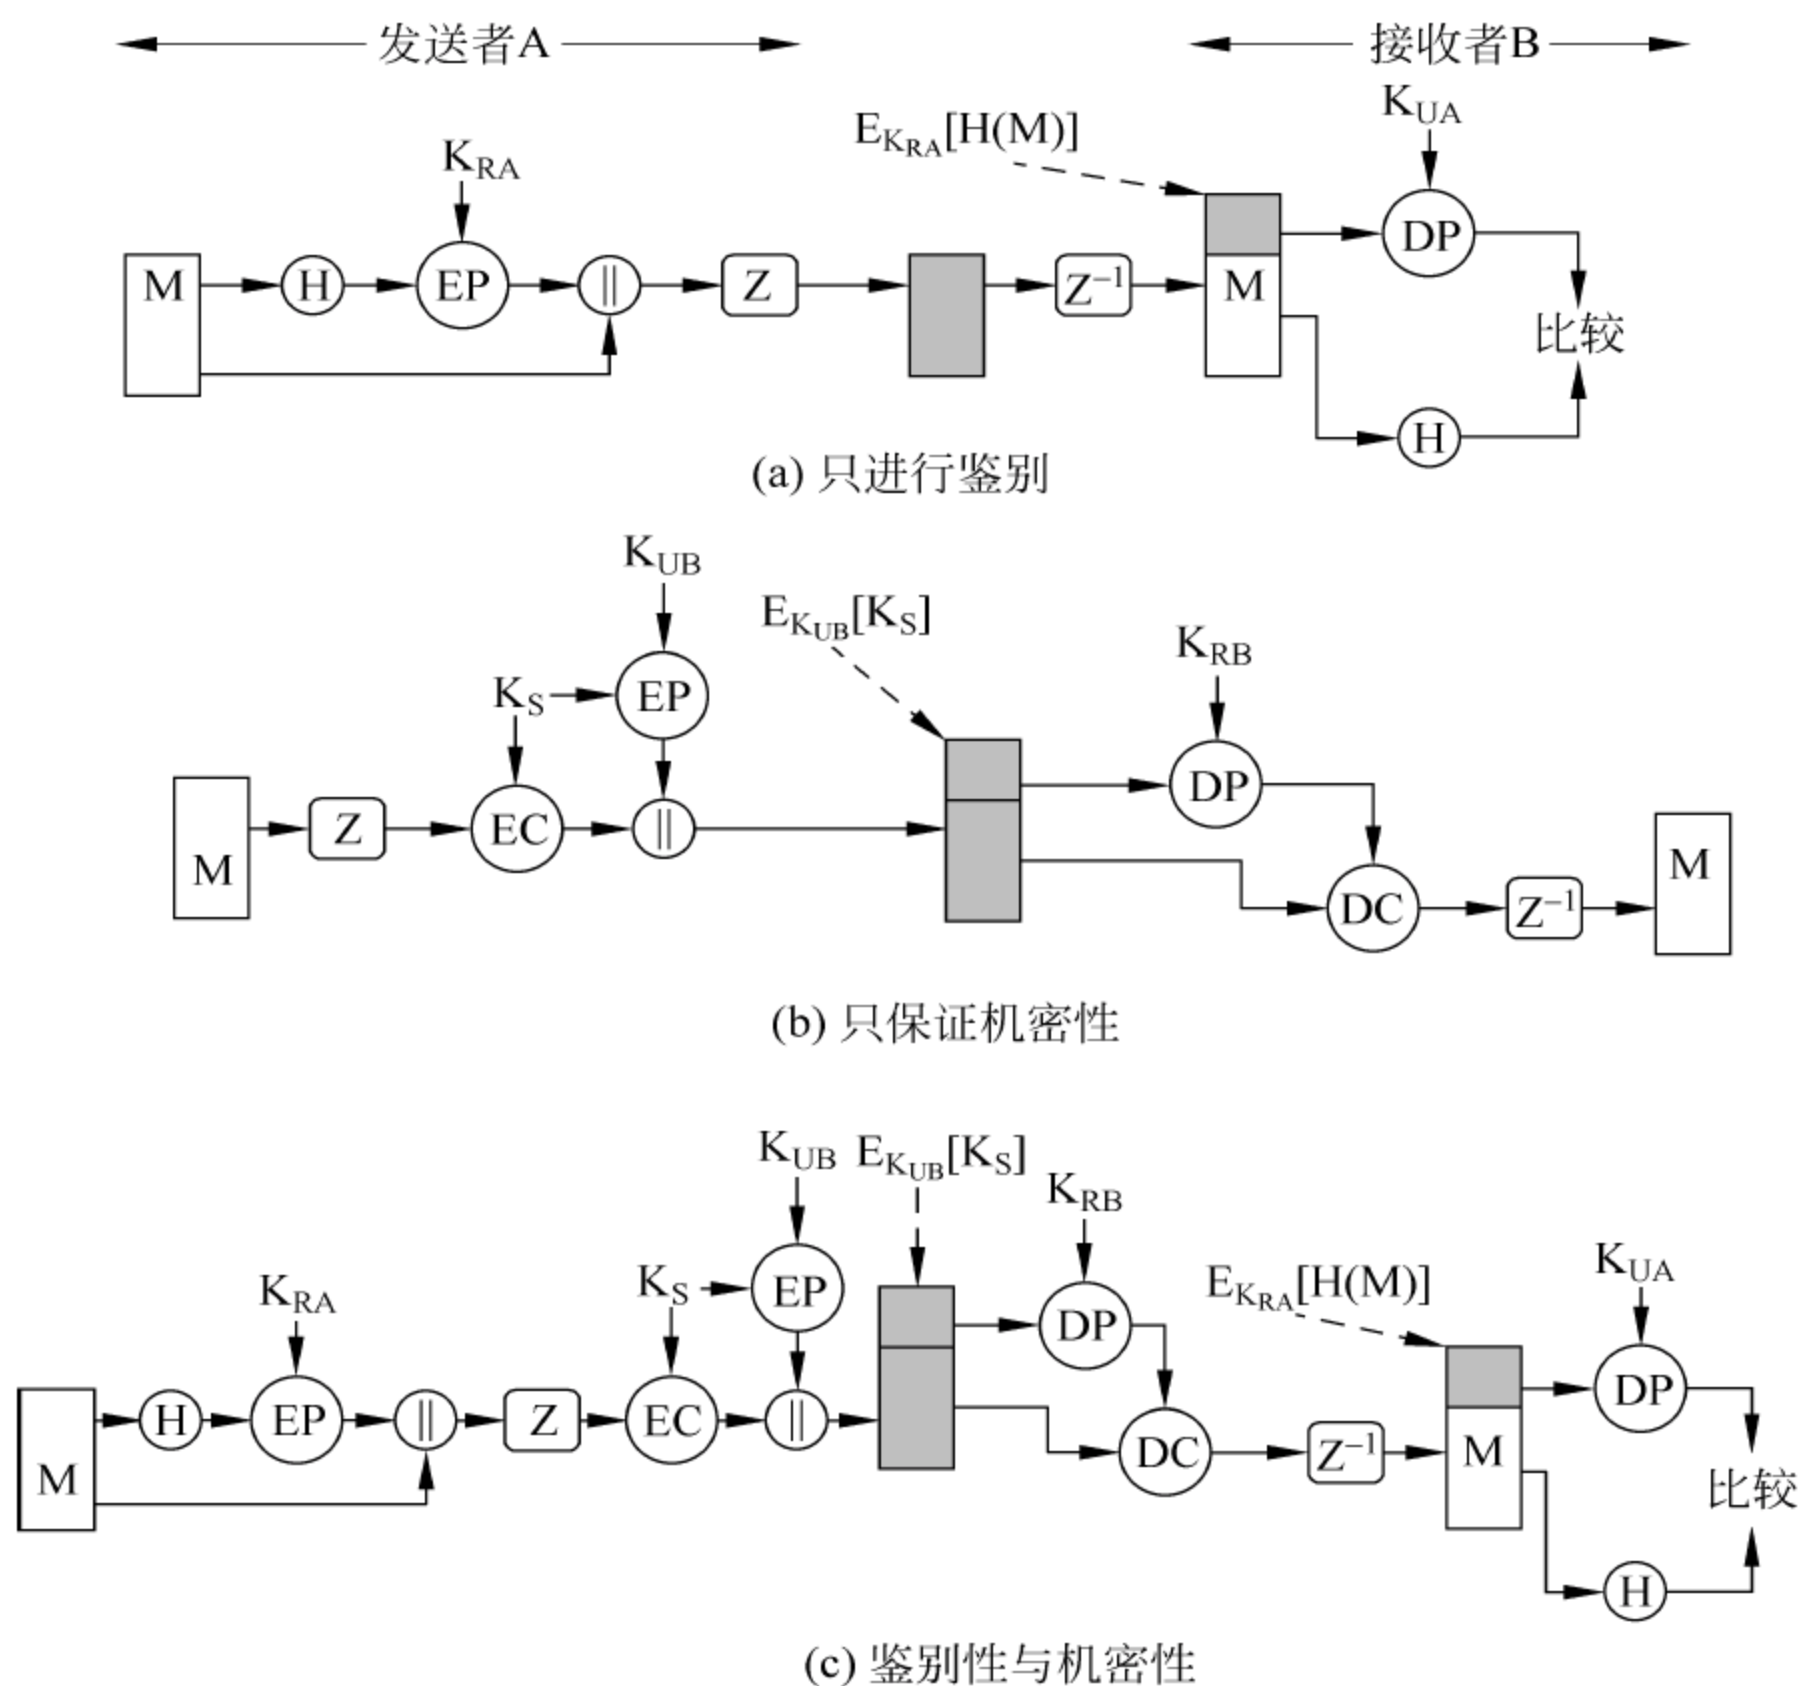 发送者A 接收者B
K_UA
E_KRA[H(M)]
K_RA
DP
M H EP || Z Z⁻¹ M
比较
H
(a) 只进行鉴别
K_UB
E_KUB[K_S]
K_RB
K_S EP
DP
M Z EC || M
DC Z⁻¹
(b) 只保证机密性
K_UB E_KUB[K_S]
K_RB
K_UA
K_S EP E_KRA[H(M)]
K_RA
DP
DP
H EP || Z EC ||
M DC Z⁻¹ M
比较
H
(c) 鉴别性与机密性